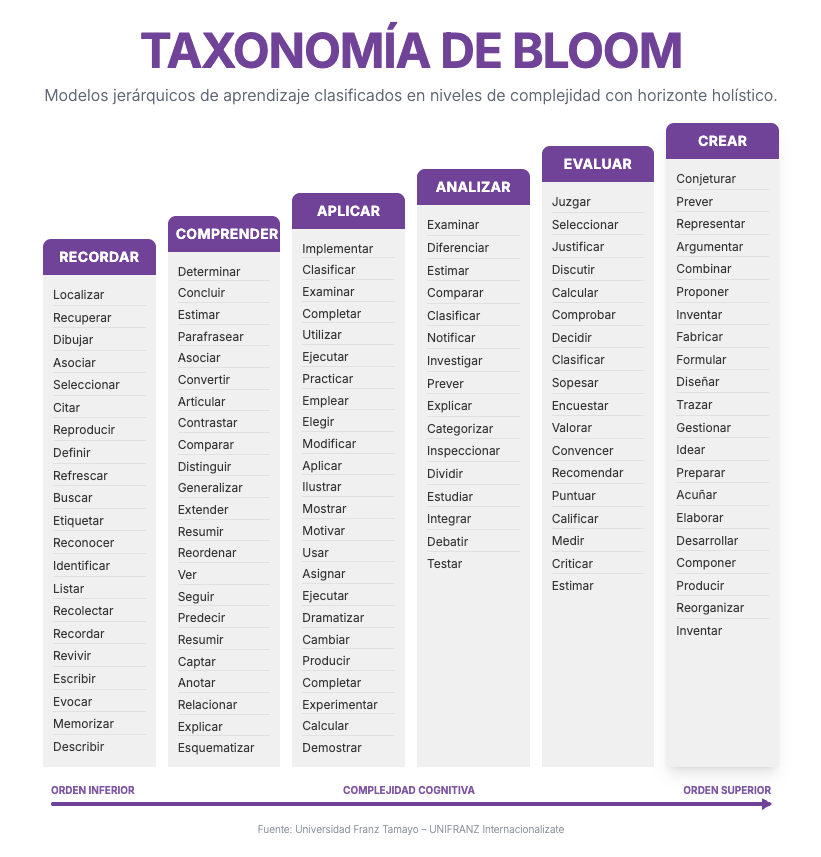 TAXONOMÍA DE BLOOM
Modelos jerárquicos de aprendizaje clasificados en niveles de complejidad con horizonte holístico.
RECORDAR
Localizar
Recuperar
Dibujar
Asociar
Seleccionar
Citar
Reproducir
Definir
Refrescar
Buscar
Etiquetar
Reconocer
Identificar
Listar
Recolectar
Recordar
Revivir
Escribir
Evocar
Memorizar
Describir
COMPRENDER
Determinar
Concluir
Estimar
Parafrasear
Asociar
Convertir
Articular
Contrastar
Comparar
Distinguir
Generalizar
Extender
Resumir
Reordenar
Ver
Seguir
Predecir
Resumir
Captar
Anotar
Relacionar
Explicar
Esquematizar
APLICAR
Implementar
Clasificar
Examinar
Completar
Utilizar
Ejecutar
Practicar
Emplear
Elegir
Modificar
Aplicar
Ilustrar
Mostrar
Motivar
Usar
Asignar
Ejecutar
Dramatizar
Cambiar
Producir
Completar
Experimentar
Calcular
Demostrar
ANALIZAR
Examinar
Diferenciar
Estimar
Comparar
Clasificar
Notificar
Investigar
Prever
Explicar
Categorizar
Inspeccionar
Dividir
Estudiar
Integrar
Debatir
Testar
EVALUAR
Juzgar
Seleccionar
Justificar
Discutir
Calcular
Comprobar
Decidir
Clasificar
Sopesar
Encuestar
Valorar
Convencer
Recomendar
Puntuar
Calificar
Medir
Criticar
Estimar
CREAR
Conjeturar
Prever
Representar
Argumentar
Combinar
Proponer
Inventar
Fabricar
Formular
Diseñar
Trazar
Gestionar
Idear
Preparar
Acuñar
Elaborar
Desarrollar
Componer
Producir
Reorganizar
Inventar
ORDEN INFERIOR
COMPLEJIDAD COGNITIVA
ORDEN SUPERIOR
Fuente: Universidad Franz Tamayo – UNIFRANZ Internacionalizate